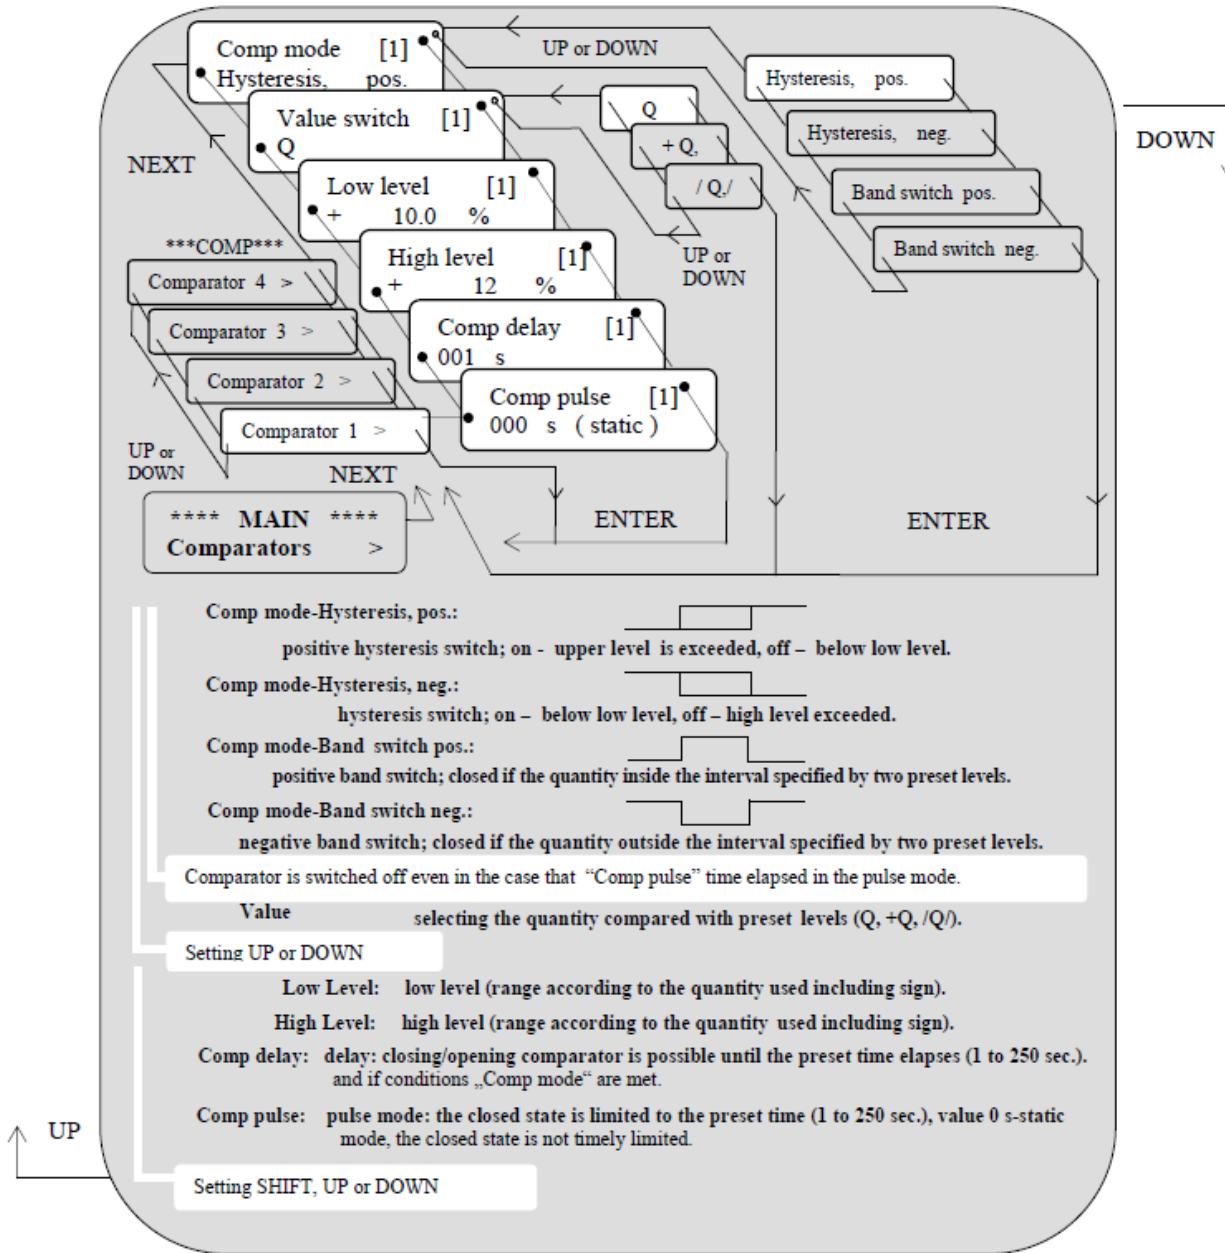 Comp mode [1]
Hysteresis, pos.
UP or DOWN
Hysteresis, pos.
Value switch [1]
Q
Q
+ Q,
/ Q,/
Hysteresis, neg.
DOWN
NEXT
Low level [1]
+ 10.0 %
Band switch pos.
***COMP***
High level [1]
+ 12 %
UP or
DOWN
Band switch neg.
Comparator 4 >
Comparator 3 >
Comp delay [1]
001 s
Comparator 2 >
Comp pulse [1]
000 s ( static )
Comparator 1 >
UP or
DOWN
NEXT
**** MAIN ****
Comparators >
ENTER
ENTER
Comp mode-Hysteresis, pos.:
positive hysteresis switch; on - upper level is exceeded, off – below low level.
Comp mode-Hysteresis, neg.:
hysteresis switch; on – below low level, off – high level exceeded.
Comp mode-Band switch pos.:
positive band switch; closed if the quantity inside the interval specified by two preset levels.
Comp mode-Band switch neg.:
negative band switch; closed if the quantity outside the interval specified by two preset levels.
Comparator is switched off even in the case that “Comp pulse” time elapsed in the pulse mode.
Value selecting the quantity compared with preset levels (Q, +Q, /Q/).
Setting UP or DOWN
Low Level: low level (range according to the quantity used including sign).
High Level: high level (range according to the quantity used including sign).
Comp delay: delay: closing/opening comparator is possible until the preset time elapses (1 to 250 sec.).
and if conditions „Comp mode“ are met.
Comp pulse: pulse mode: the closed state is limited to the preset time (1 to 250 sec.), value 0 s-static
mode, the closed state is not timely limited.
UP
Setting SHIFT, UP or DOWN